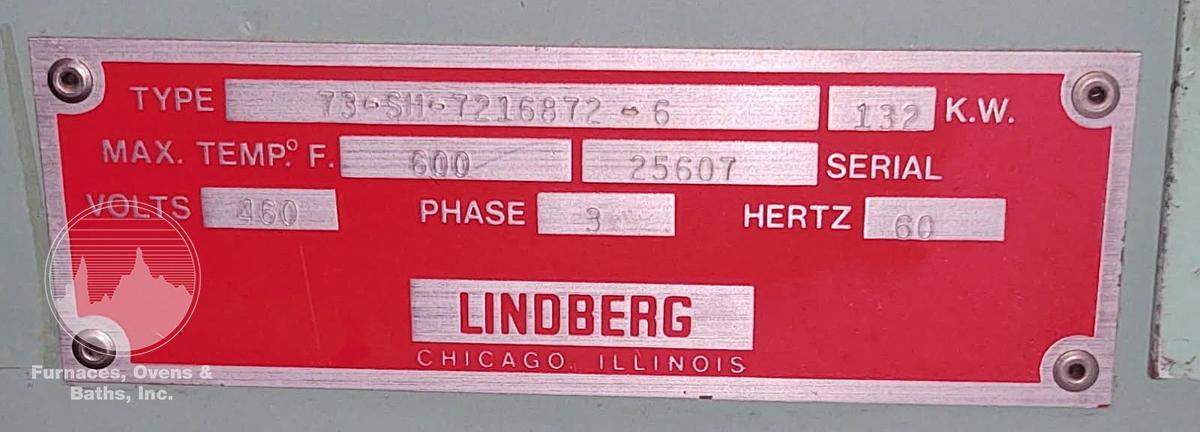 TYPE 73-SH-7216872-6 132 K.W.
MAX. TEMP.° F. 600 25607 SERIAL
VOLTS 460 PHASE 3 HERTZ 60
LINDBERG
CHICAGO, ILLINOIS
Furnaces, Ovens &
Baths, Inc.